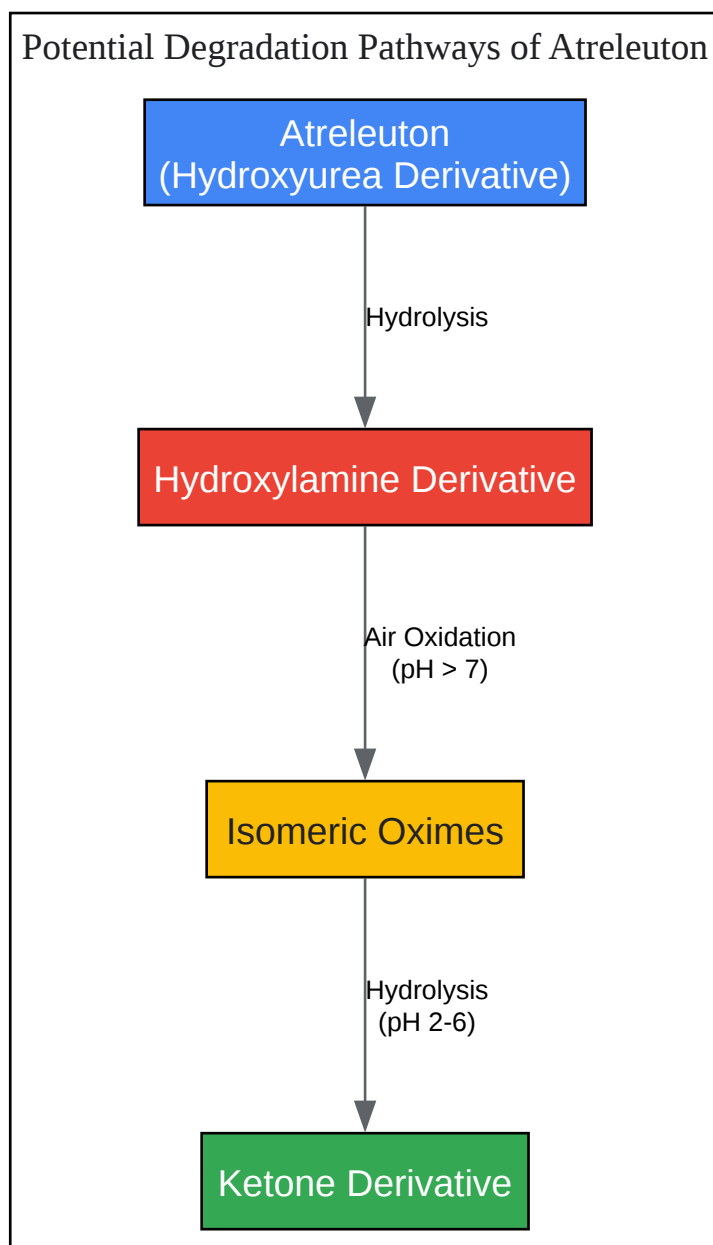 Potential Degradation Pathways of Atreleuton
Atreleuton
(Hydroxyurea Derivative)
Hydrolysis
Hydroxylamine Derivative
Air Oxidation
(pH > 7)
Isomeric Oximes
Hydrolysis
(pH 2-6)
Ketone Derivative